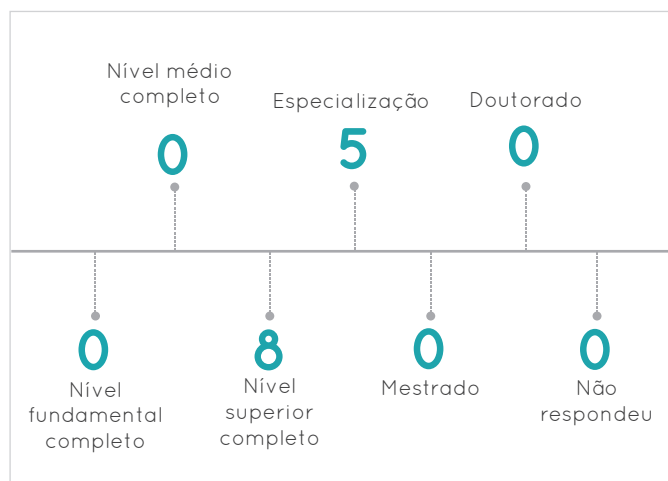 Nível médio
completo
0
Especialização
5
Doutorado
0
0
Nível
fundamental
completo
8
Nível
superior
completo
0
Mestrado
0
Não
respondeu